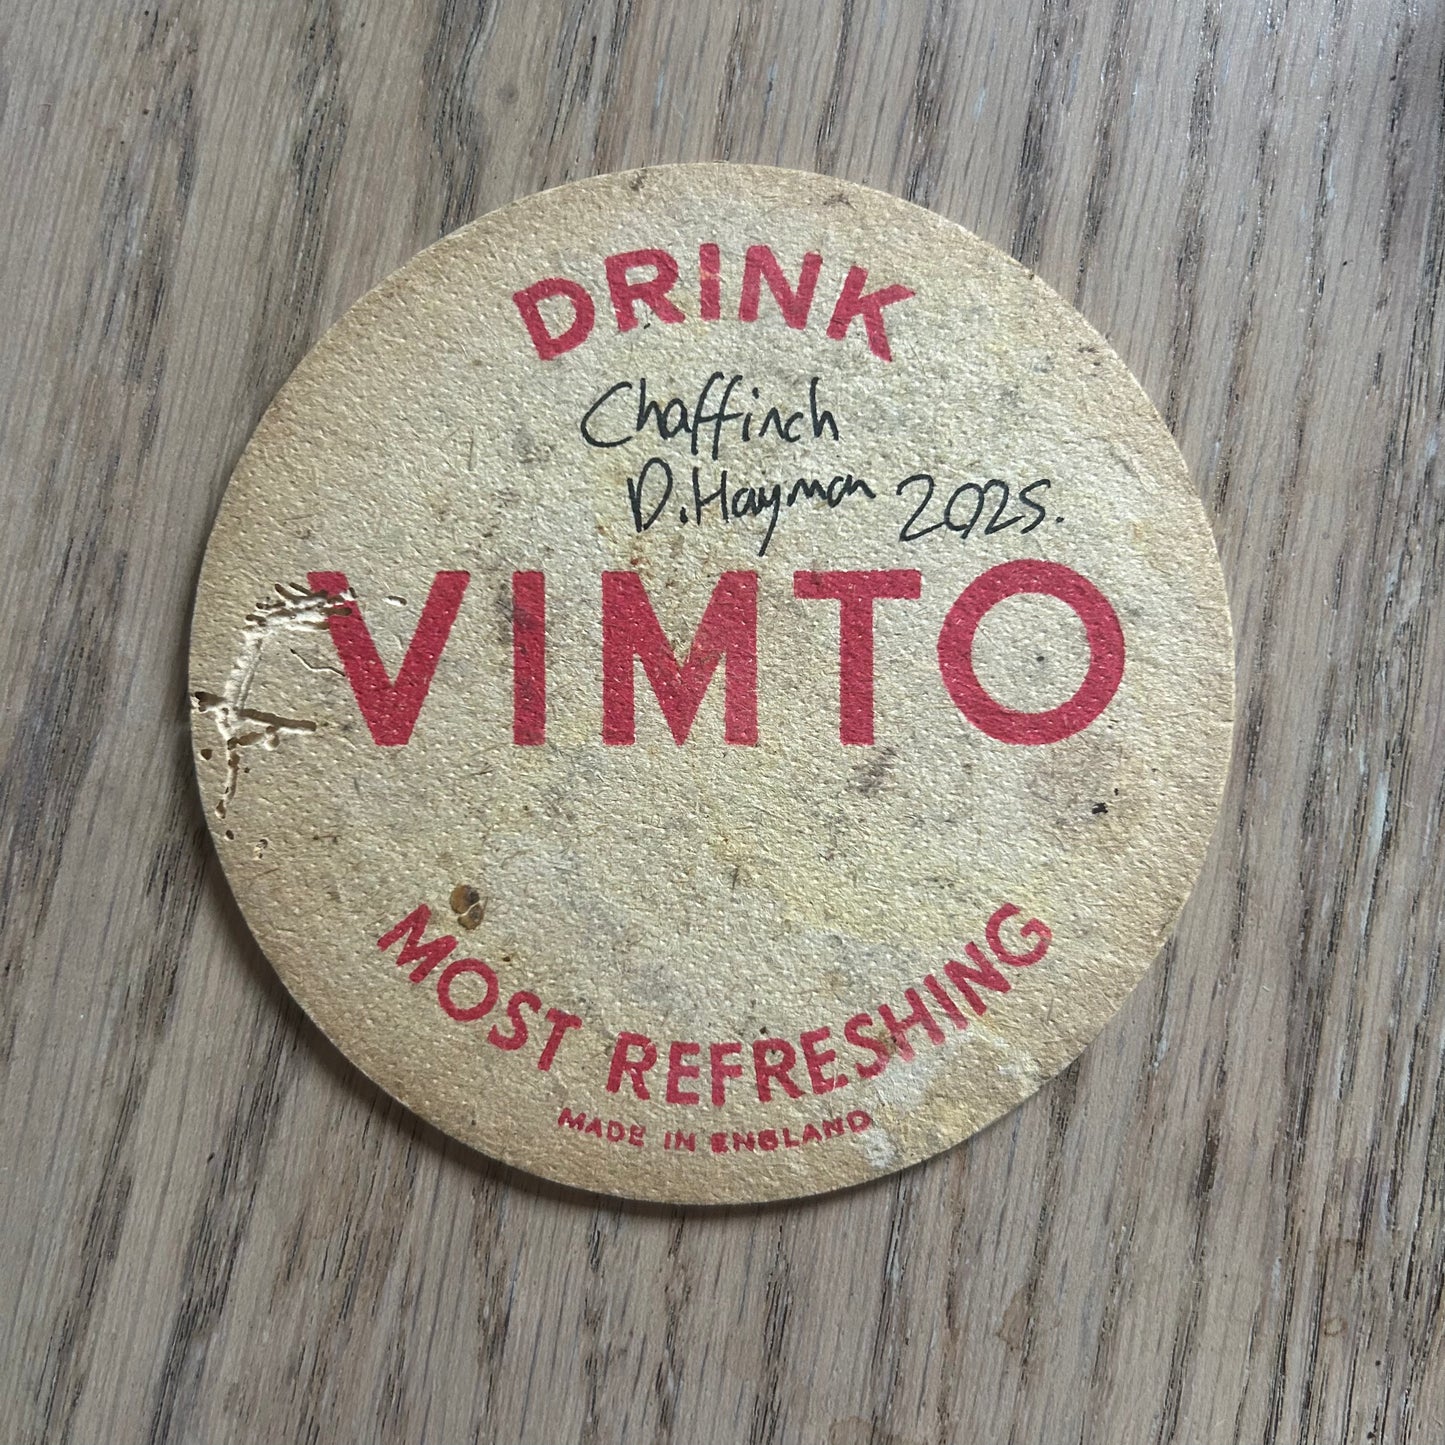 DRINK
Chaffinch
D.Hayman 2025.
VIMTO
MOST REFRESHING
MADE IN ENGLAND